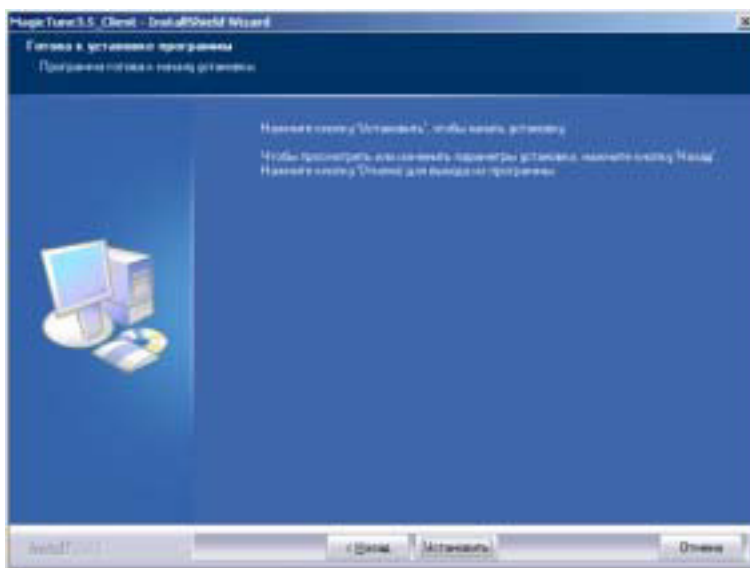 MagicTune3.5_Client - InstallShield Wizard
Готова к установке программы
Программа готова к началу установки.
Нажмите кнопку 'Установить', чтобы начать установку.
Чтобы просмотреть или изменить параметры установки, нажмите кнопку 'Назад'.
Нажмите кнопку 'Отмена' для выхода из программы.
InstallShield
< Назад
Установить
Отмена